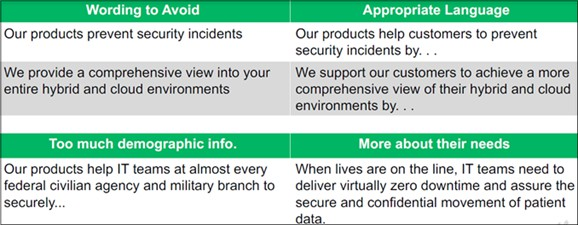 Wording to Avoid
Appropriate Language
Our products prevent security incidents
Our products help customers to prevent
security incidents by. . .
We provide a comprehensive view into your
entire hybrid and cloud environments
We support our customers to achieve a more
comprehensive view of their hybrid and cloud
environments by. . .
Too much demographic info.
More about their needs
Our products help IT teams at almost every
federal civilian agency and military branch to
securely...
When lives are on the line, IT teams need to
deliver virtually zero downtime and assure the
secure and confidential movement of patient
data.